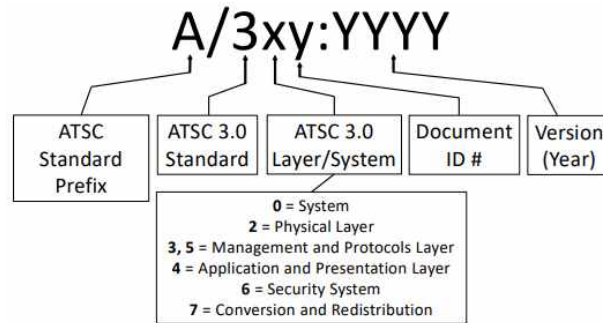 A/3xy:YYYY
ATSC
Standard
Prefix
ATSC 3.0
Standard
ATSC 3.0
Layer/System
Document
ID #
Version
(Year)
0 = System
2 = Physical Layer
3, 5 = Management and Protocols Layer
4 = Application and Presentation Layer
6 = Security System
7 = Conversion and Redistribution